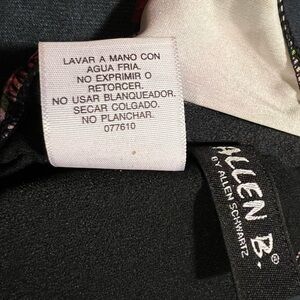 LAVAR A MANO CON
AGUA FRIA.
NO EXPRIMIR O
RETORCER.
NO USAR BLANQUEADOR.
SECAR COLGADO.
NO PLANCHAR.
077610
ALLEN B.®
BY ALLEN SCHWARTZ